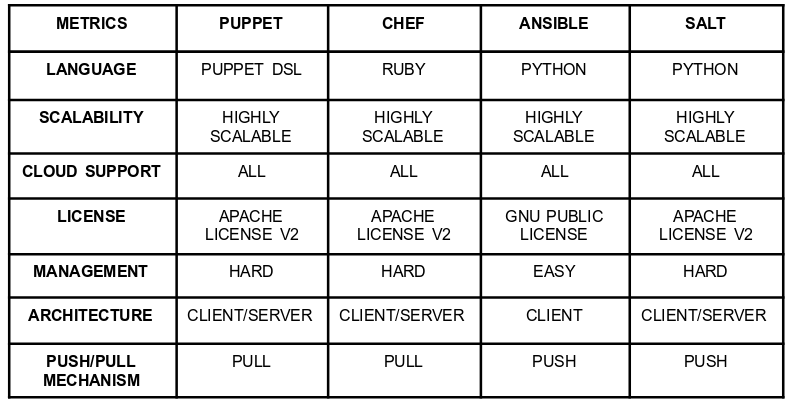 METRICS PUPPET CHEF ANSIBLE SALT
LANGUAGE PUPPET DSL RUBY PYTHON PYTHON
SCALABILITY HIGHLY HIGHLY HIGHLY HIGHLY
SCALABLE SCALABLE SCALABLE SCALABLE
CLOUD SUPPORT ALL ALL ALL ALL
LICENSE APACHE APACHE GNU PUBLIC APACHE
LICENSE V2 LICENSE V2 LICENSE LICENSE V2
MANAGEMENT HARD HARD EASY HARD
ARCHITECTURE CLIENT/SERVER CLIENT/SERVER CLIENT CLIENT/SERVER
PUSH/PULL PULL PULL PUSH PUSH
MECHANISM